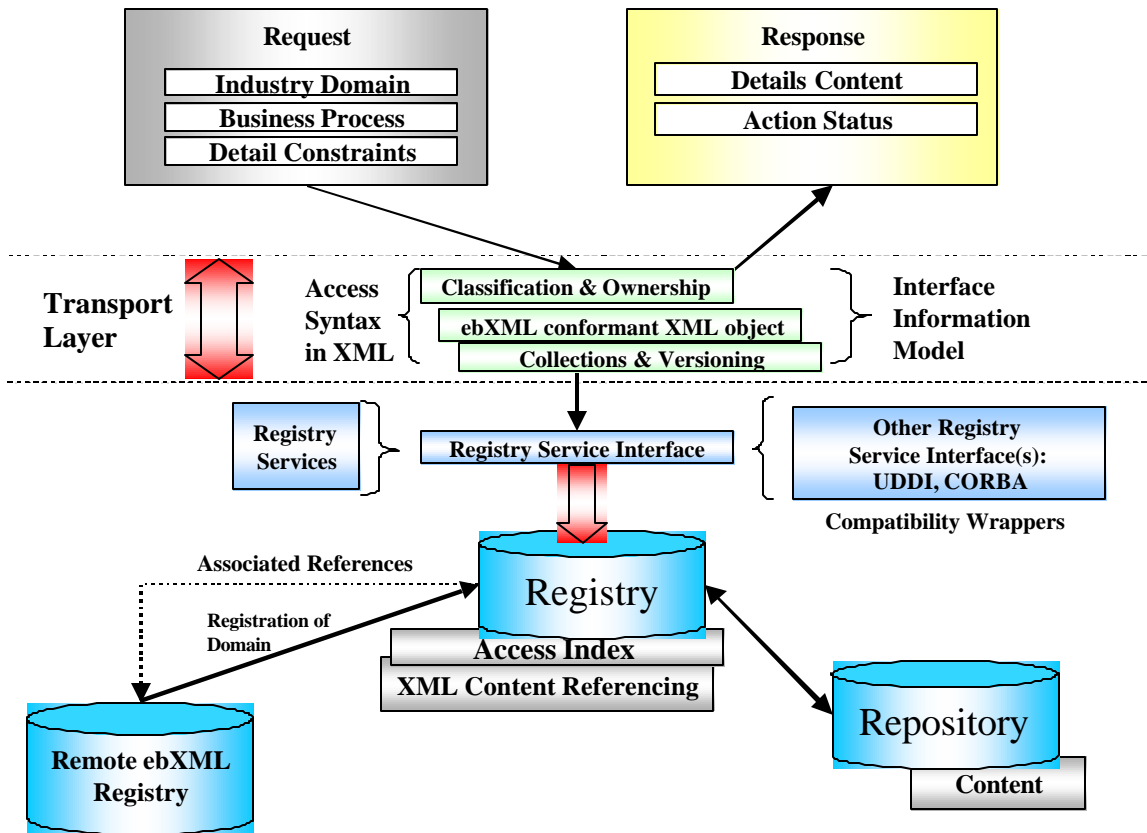 Request
Industry Domain
Business Process
Detail Constraints
Response
Details Content
Action Status
Transport
Layer
Access
Syntax
in XML
Classification & Ownership
ebXML conformant XML object
Collections & Versioning
Interface
Information
Model
Registry
Services
Registry Service Interface
Other Registry
Service Interface(s):
UDDI, CORBA
Compatibility Wrappers
Associated References
Registration of
Domain
Registry
Access Index
XML Content Referencing
Remote ebXML
Registry
Repository
Content